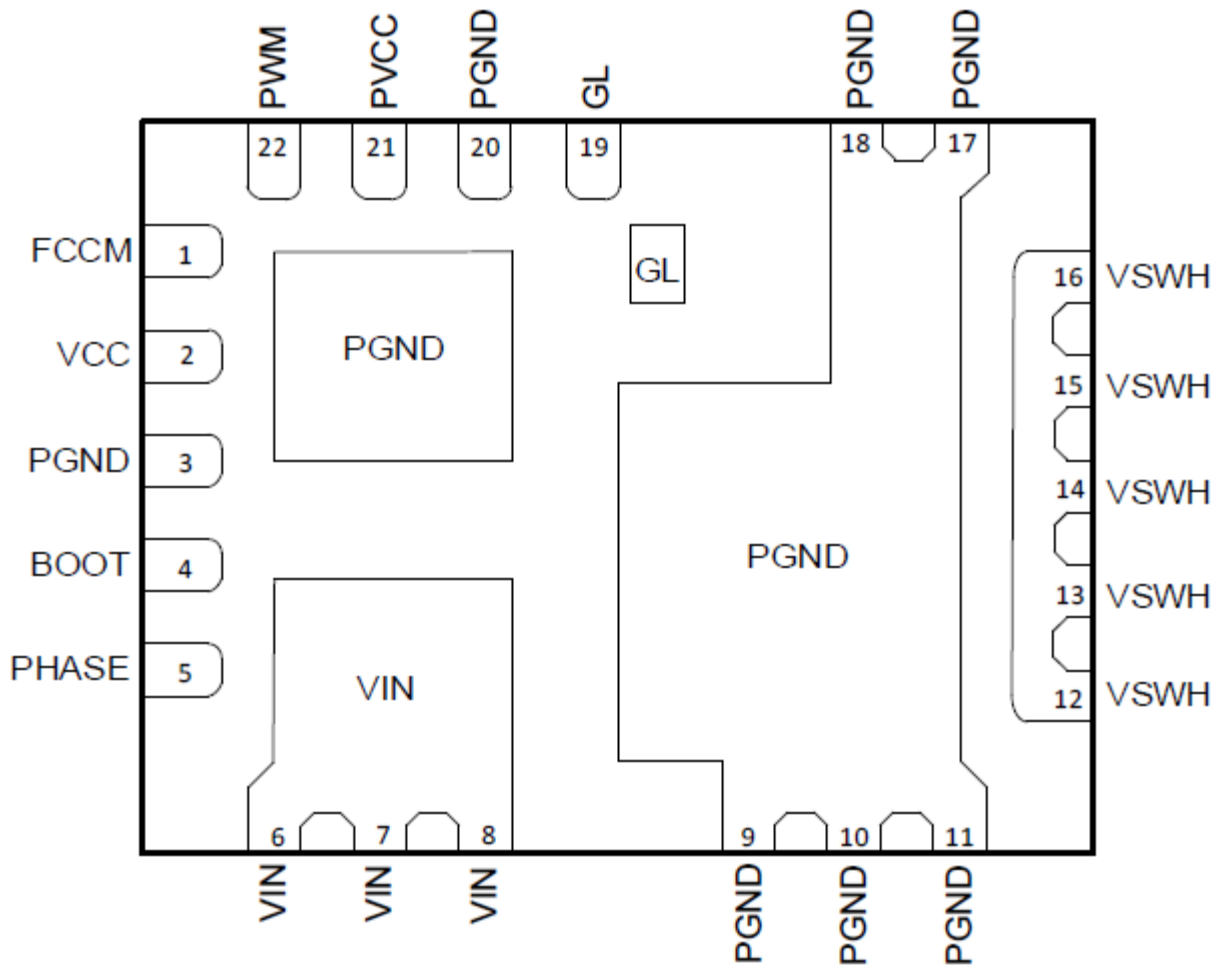 PWM
PVCC
PGND
GL
PGND
PGND
22
21
20
19
18
17
FCCM
1
GL
16
VSWH
VCC
2
PGND
15
VSWH
PGND
3
14
VSWH
BOOT
4
PGND
13
VSWH
PHASE
5
VIN
12
VSWH
6
7
8
9
10
11
VIN
VIN
VIN
PGND
PGND
PGND